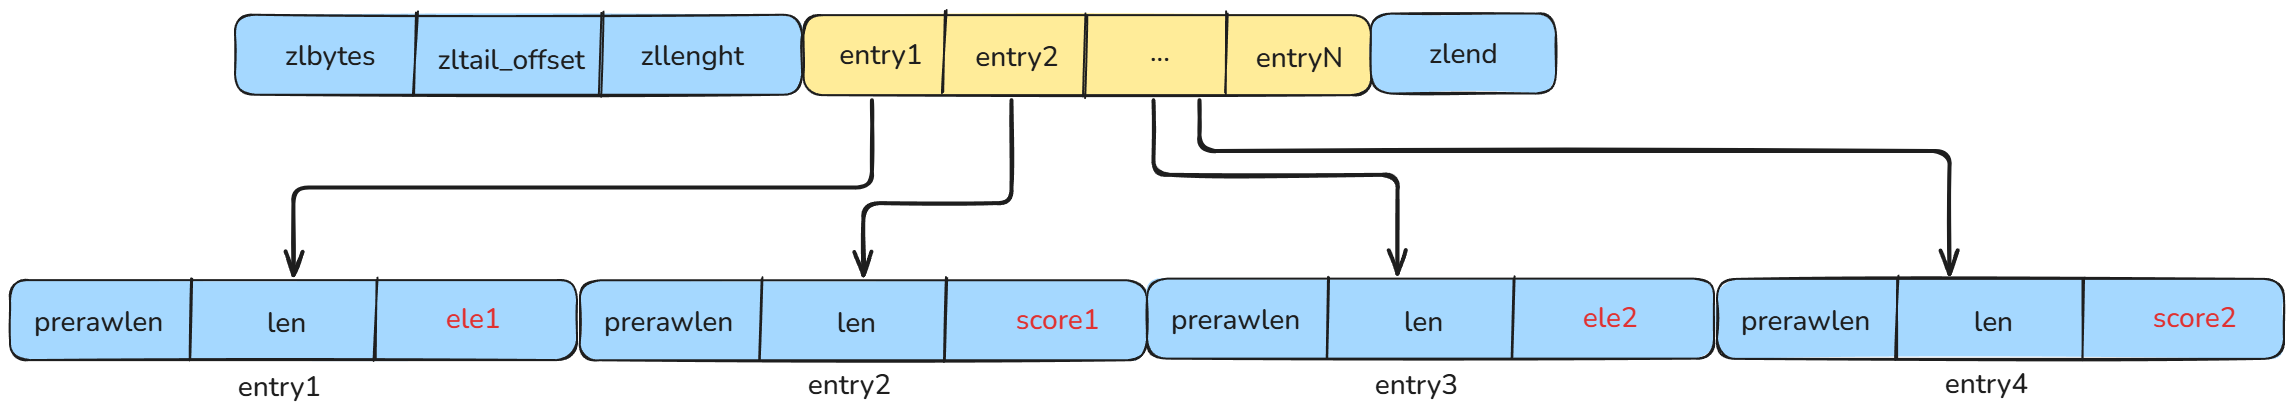 zlbytes zltail_offset zllenght entry1 entry2 ... entryN zlend
prerawlen len ele1 prerawlen len score1 prerawlen len ele2 prerawlen len score2
entry1 entry2 entry3 entry4